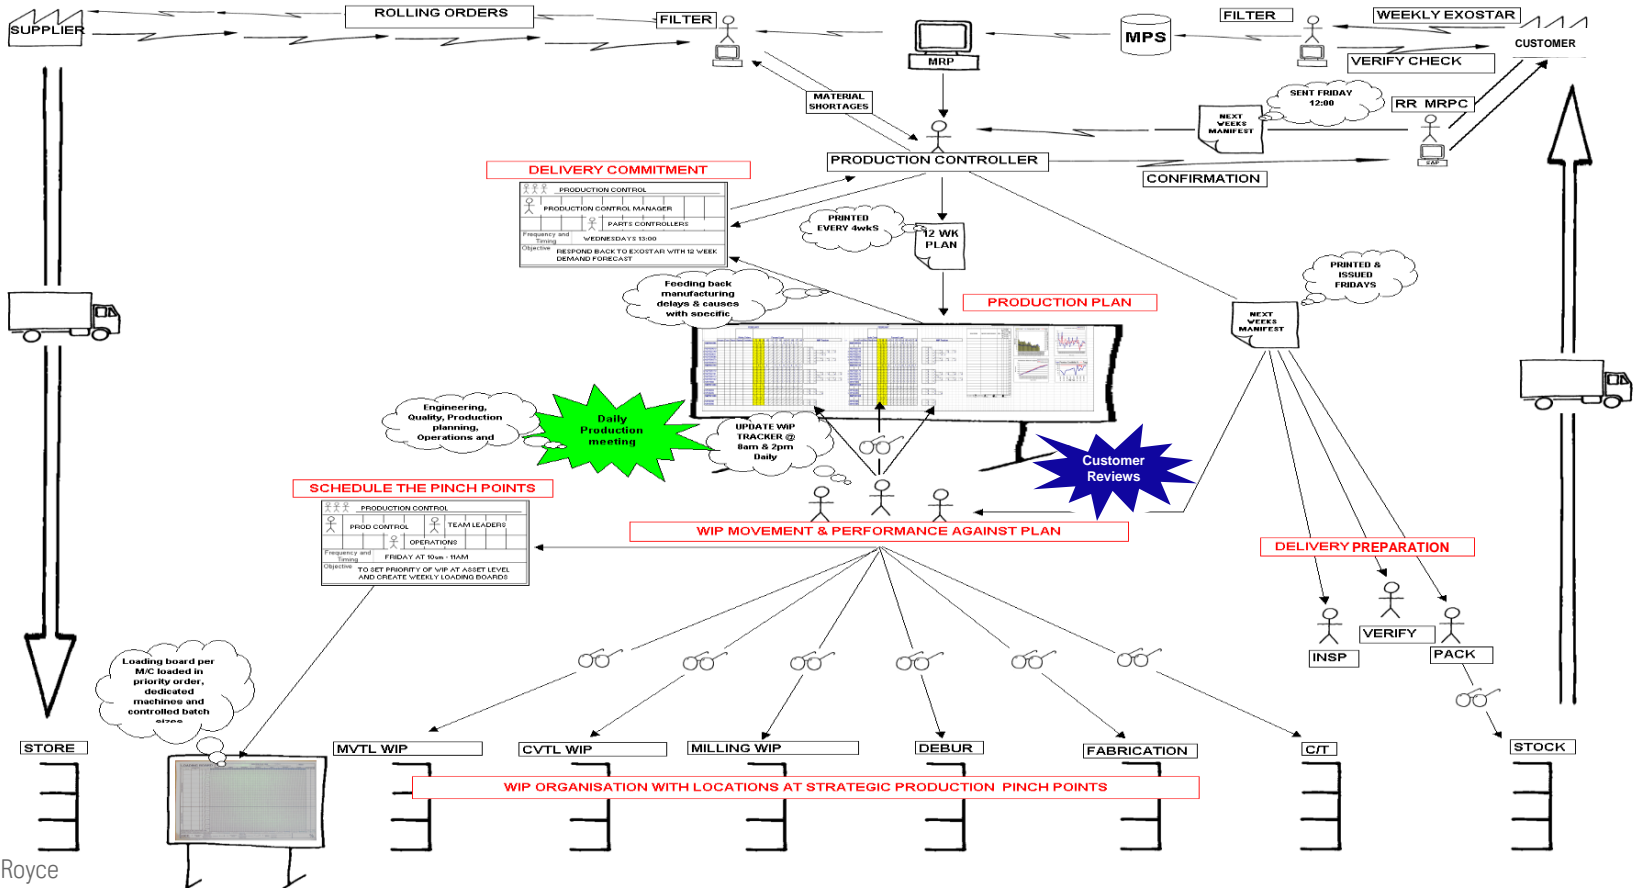 ROLLING ORDERS
FILTER
FILTER
WEEKLY EXOSTAR
SUPPLIER
MPS
CUSTOMER
MRP
VERIFY CHECK
MATERIAL
SHORTAGES
SENT FRIDAY
12:00
NEXT
WEEKS
MANIFEST
RR MRPC
SAP
PRODUCTION CONTROLLER
CONFIRMATION
DELIVERY COMMITMENT
PRODUCTION CONTROL
PRODUCTION CONTROL MANAGER
PARTS CONTROLLERS
Frequency and
Timing
WEDNESDAYS 13:00
Objective
RESPOND BACK TO EXOSTAR WITH 12 WEEK
DEMAND FORECAST
PRINTED
EVERY 4wkS
12 WK
PLAN
PRINTED &
ISSUED
FRIDAYS
Feeding back
manufacturing
delays & causes
with specific
PRODUCTION PLAN
NEXT
WEEKS
MANIFEST
Engineering,
Quality, Production
planning,
Operations and
Daily
Production
meeting
UPDATE WIP
TRACKER @
8am & 2pm
Daily
Customer
Reviews
SCHEDULE THE PINCH POINTS
PRODUCTION CONTROL
PROD CONTROL
TEAM LEADERS
OPERATIONS
Frequency and
Timing
FRIDAY AT 10am - 11AM
Objective
TO SET PRIORITY OF WIP AT ASSET LEVEL
AND CREATE WEEKLY LOADING BOARDS
WIP MOVEMENT & PERFORMANCE AGAINST PLAN
DELIVERY PREPARATION
INSP
VERIFY
PACK
Loading board per
M/C loaded in
priority order,
dedicated
machines and
controlled batch
sizes
STORE
MVTL WIP
CVTL WIP
MILLING WIP
DEBUR
FABRICATION
C/T
STOCK
WIP ORGANISATION WITH LOCATIONS AT STRATEGIC PRODUCTION PINCH POINTS
Royce